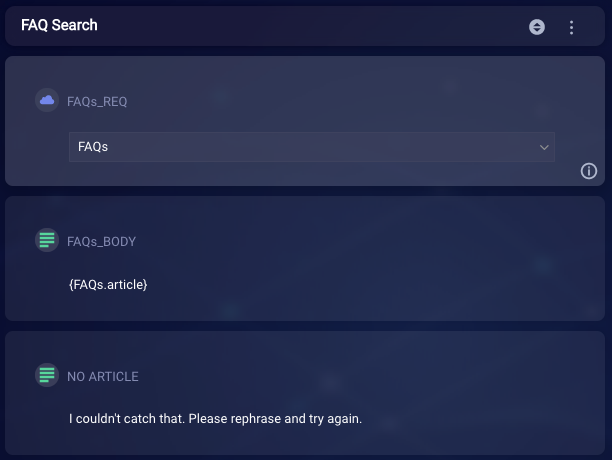 FAQ Search
FAQs_REQ
FAQs
FAQs_BODY
{FAQs.article}
NO ARTICLE
I couldn't catch that. Please rephrase and try again.